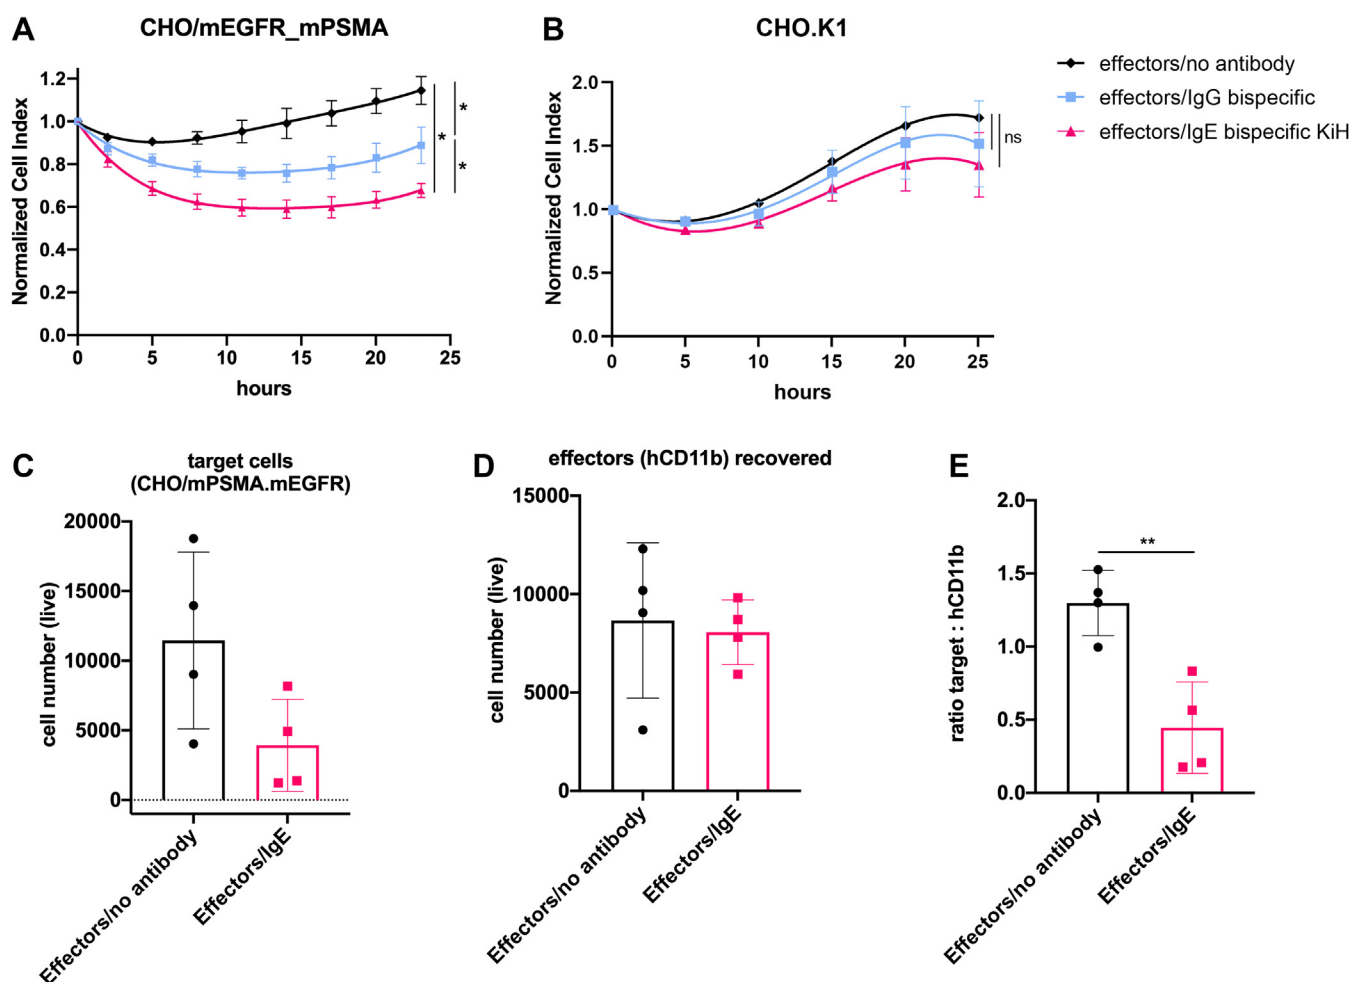 A
CHO/mEGFR_mPSMA
Normalized Cell Index
1.2
1.0
0.8
0.6
0.4
0.2
0.0
0
5
10
15
20
25
hours
*
*
*
B
CHO.K1
Normalized Cell Index
2.0
1.5
1.0
0.5
0.0
0
5
10
15
20
25
hours
ns
effectors/no antibody
effectors/IgG bispecific
effectors/IgE bispecific KiH
C
target cells
(CHO/mPSMA.mEGFR)
cell number (live)
20000
15000
10000
5000
0
Effectors/no antibody
Effectors/IgE
D
effectors (hCD11b) recovered
cell number (live)
15000
10000
5000
0
Effectors/no antibody
Effectors/IgE
E
ratio target : hCD11b
2.0
1.5
1.0
0.5
0.0
**
Effectors/no antibody
Effectors/IgE